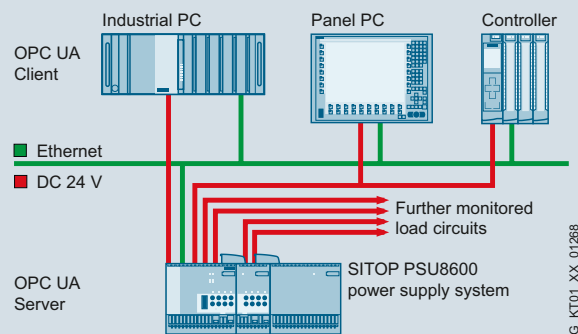 Industrial PC
Panel PC
Controller
OPC UA
Client
Ethernet
DC 24 V
Further monitored
load circuits
OPC UA
Server
SITOP PSU8600
power supply system
G_KT01_XX_01268